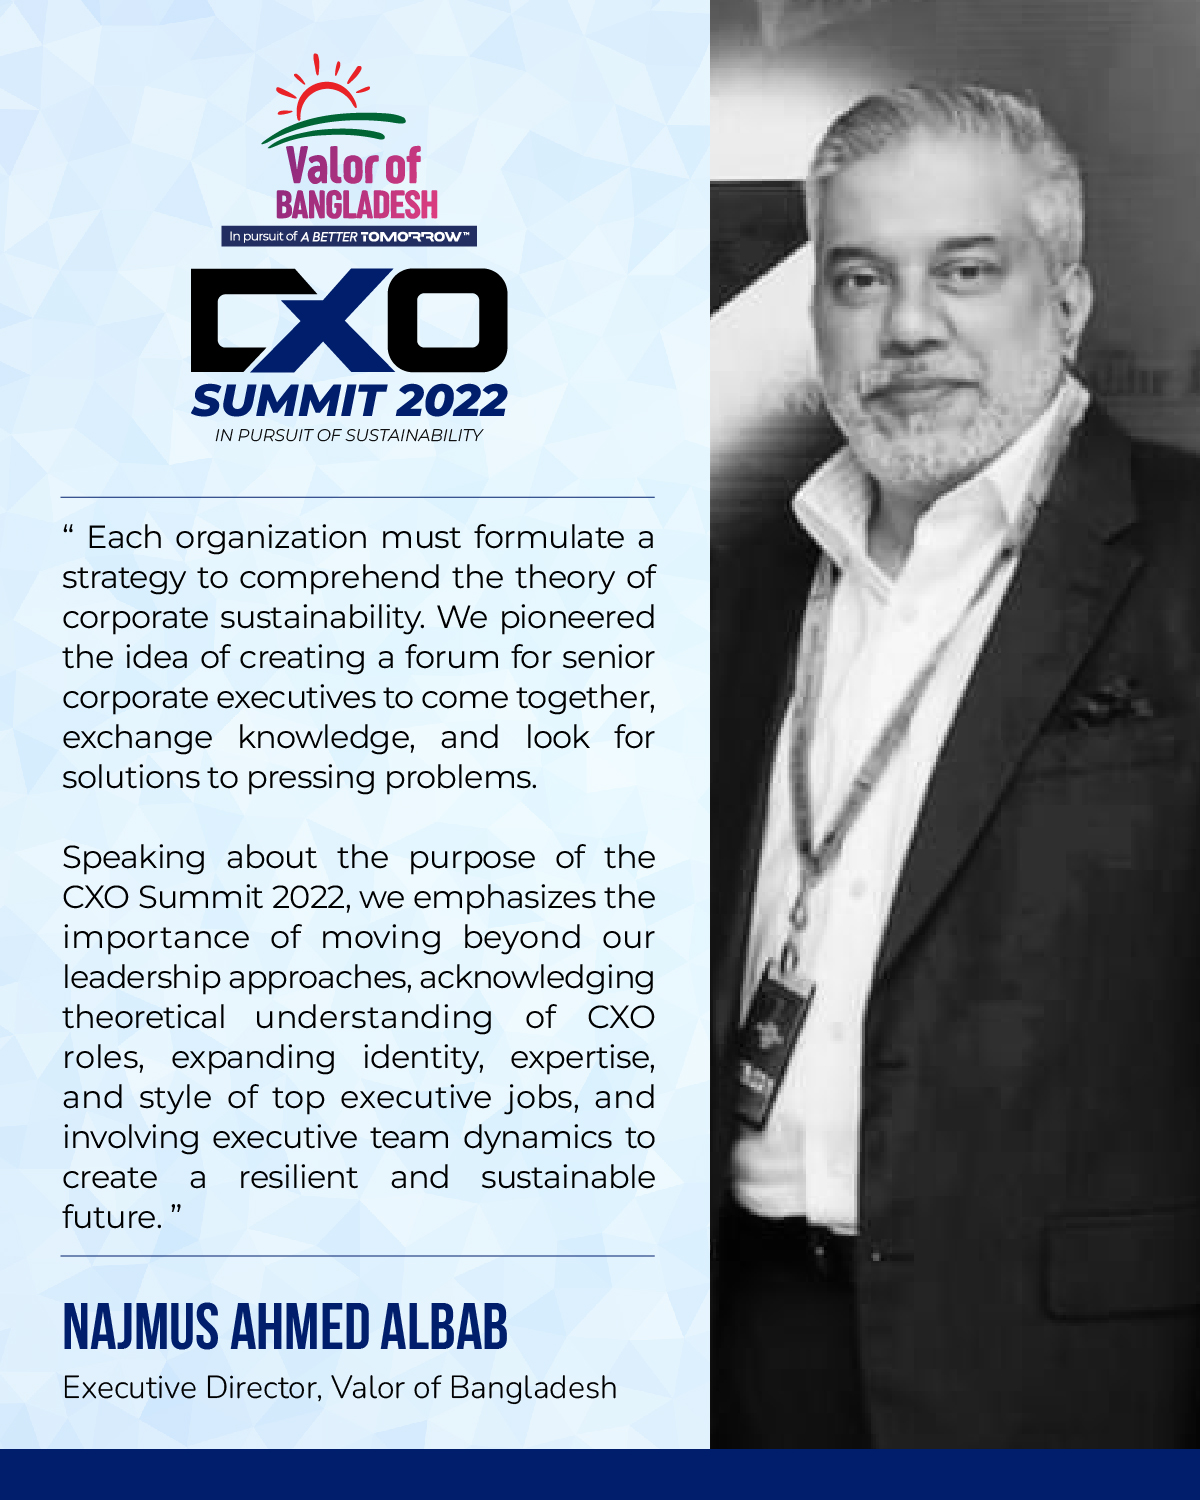 Valor of
BANGLADESH
In pursuit of A BETTER TOMORROW™
CXO
SUMMIT 2022
IN PURSUIT OF SUSTAINABILITY
“ Each organization must formulate a
strategy to comprehend the theory of
corporate sustainability. We pioneered
the idea of creating a forum for senior
corporate executives to come together,
exchange knowledge, and look for
solutions to pressing problems.
Speaking about the purpose of the
CXO Summit 2022, we emphasizes the
importance of moving beyond our
leadership approaches, acknowledging
theoretical understanding of CXO
roles, expanding identity, expertise,
and style of top executive jobs, and
involving executive team dynamics to
create a resilient and sustainable
future. ”
NAJMUS AHMED ALBAB
Executive Director, Valor of Bangladesh